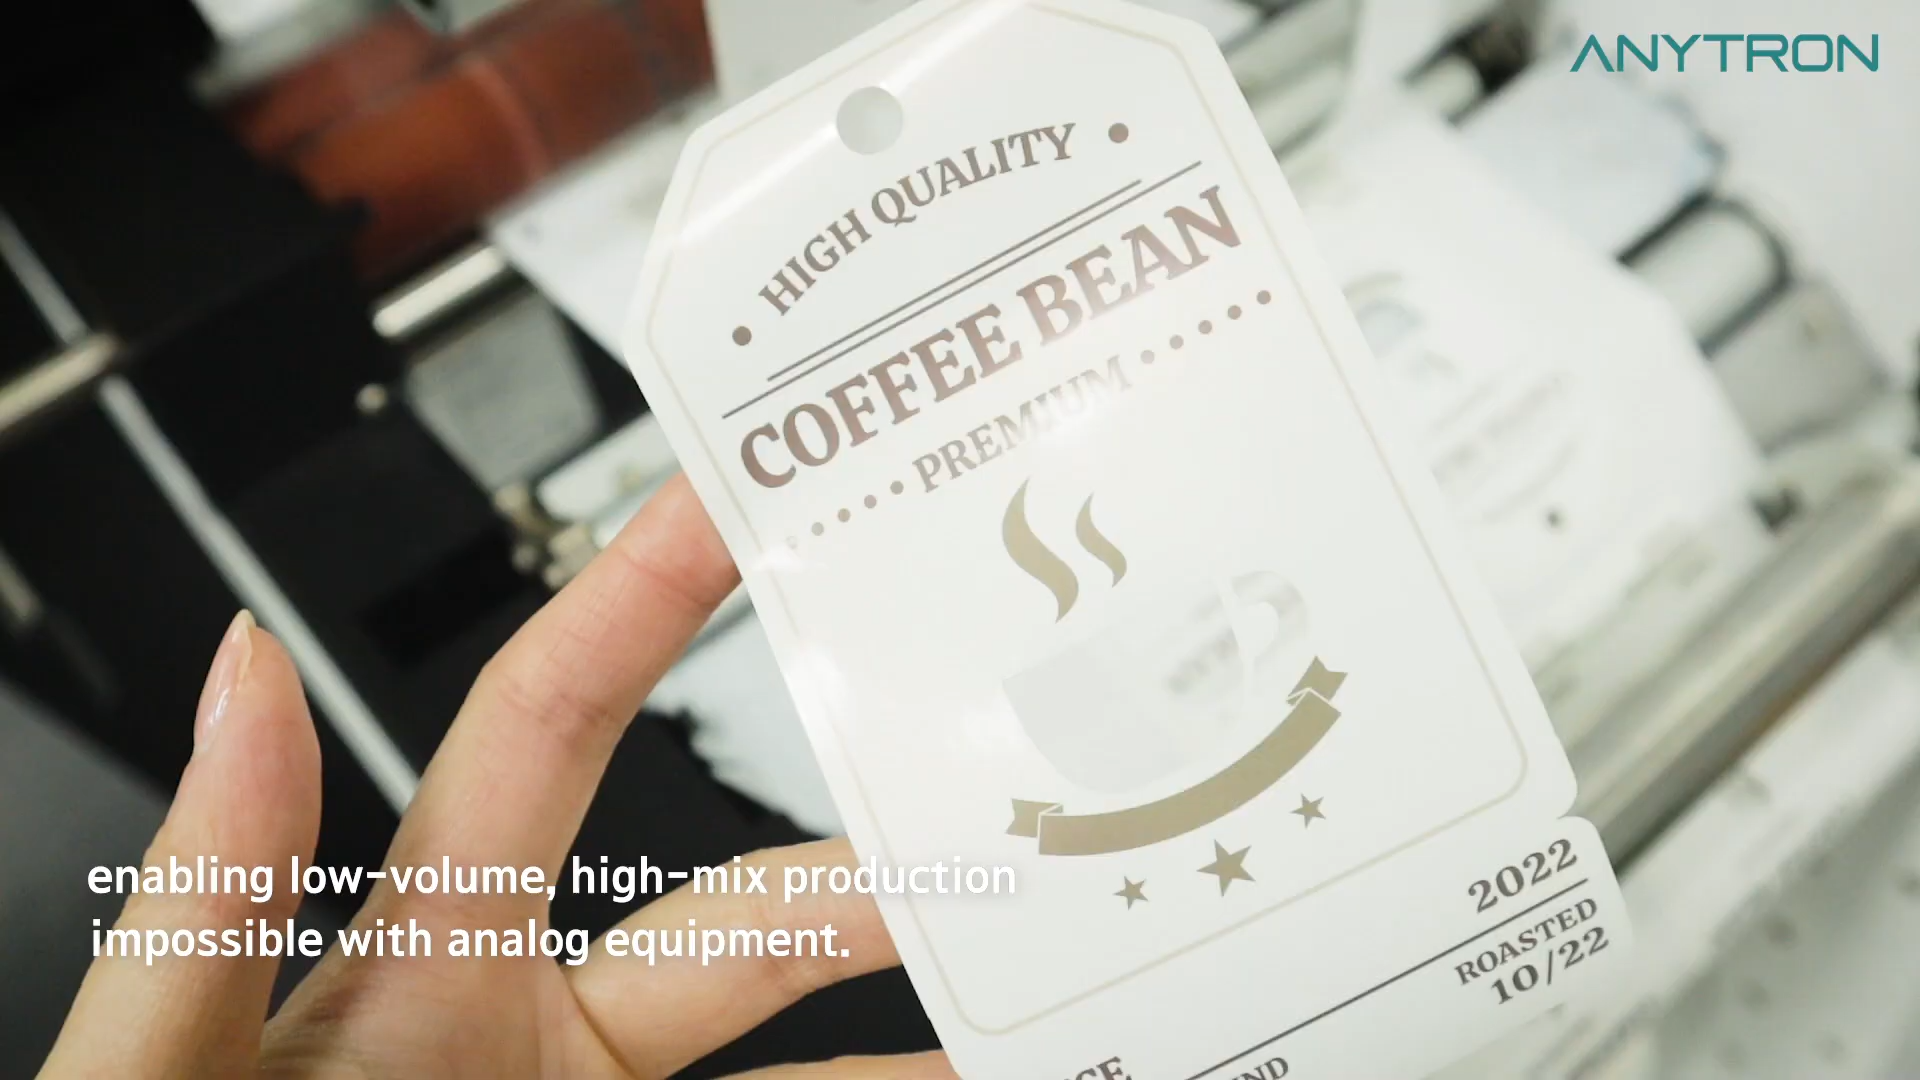 ANYTRON
HIGH QUALITY
COFFEE BEAN
PREMIUM
2022
ROASTED
10/22
enabling low-volume, high-mix production
impossible with analog equipment.